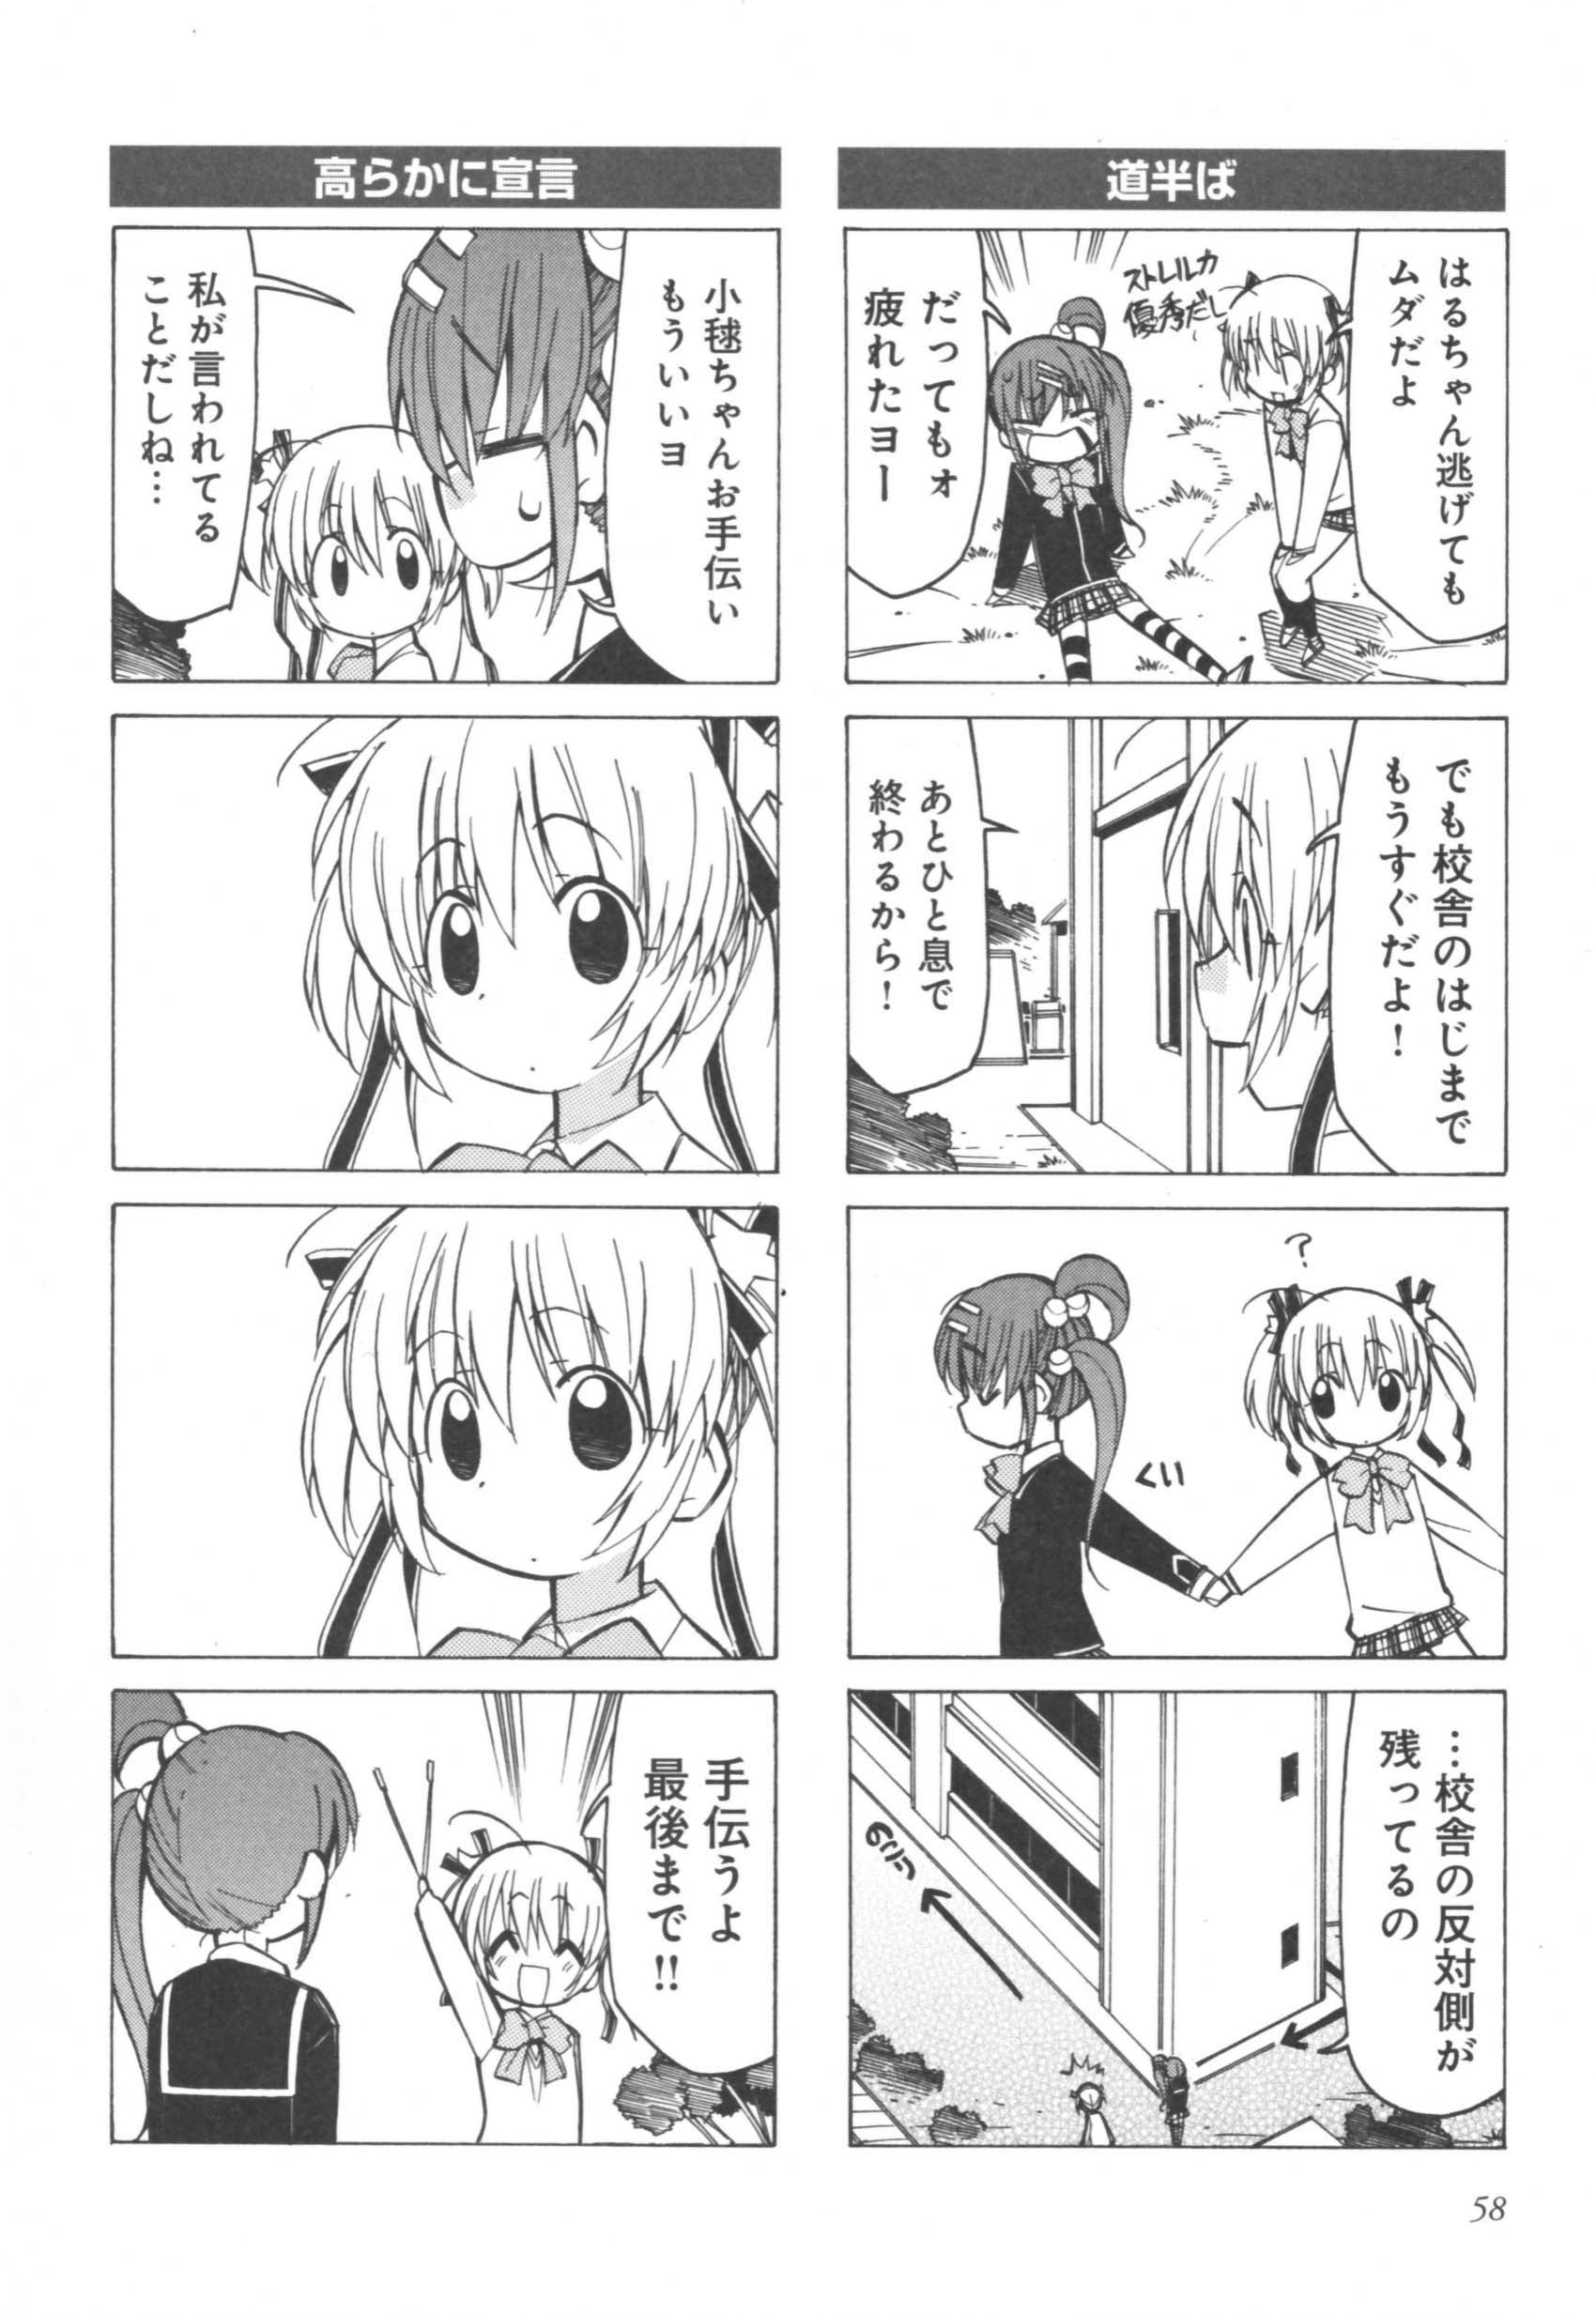 道半ば
はるちゃん逃げても
ムダだよ
ストレルカ
優秀だし
だってもォ
疲れたヨー
でも校舎のはじまで
もうすぐだよ!
あとひと息で
終わるから!
?
くい
…校舎の反対側が
残ってるの
のこり
高らかに宣言
小毬ちゃんお手伝い
もういいヨ
私が言われてる
ことだしね…
手伝うよ
最後まで!!
58